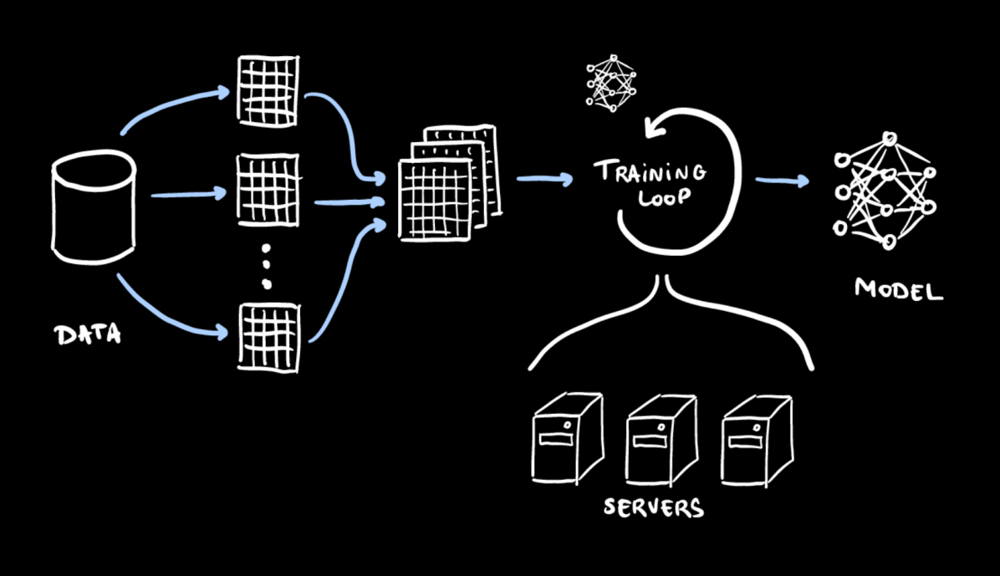 DATA
TRAINING
LOOP
MODEL
SERVERS